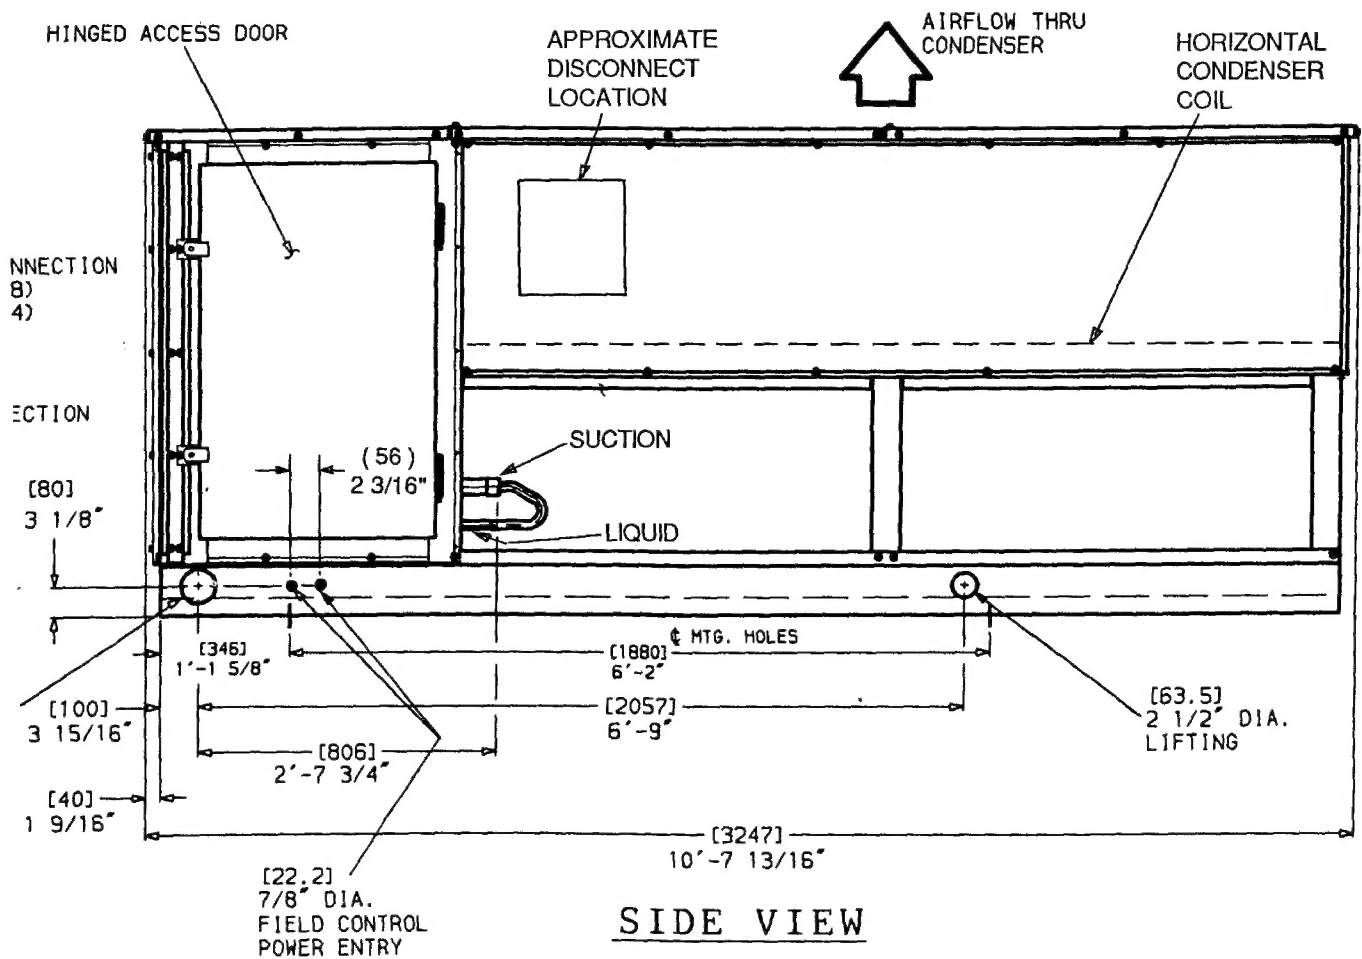 HINGED ACCESS DOOR
APPROXIMATE
DISCONNECT
LOCATION
AIRFLOW THRU
CONDENSER
HORIZONTAL
CONDENSER
COIL
NNECTION
8)
4)
ECTION
[80]
3 1/8"
(56)
2 3/16"
SUCTION
LIQUID
[346]
1'-1 5/8"
℄ MTG. HOLES
[1880]
6'-2"
[100]
3 15/16"
[2057]
6'-9"
[63.5]
2 1/2" DIA.
LIFTING
[806]
2'-7 3/4"
[40]
1 9/16"
[3247]
10'-7 13/16"
[22.2]
7/8" DIA.
FIELD CONTROL
POWER ENTRY
SIDE VIEW